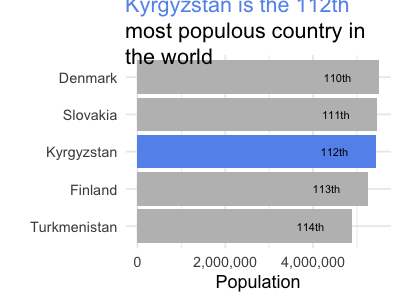 Kyrgyzstan is the 112th
most populous country in
the world
Denmark 110th
Slovakia 111th
Kyrgyzstan 112th
Finland 113th
Turkmenistan 114th
0 2,000,000 4,000,000
Population